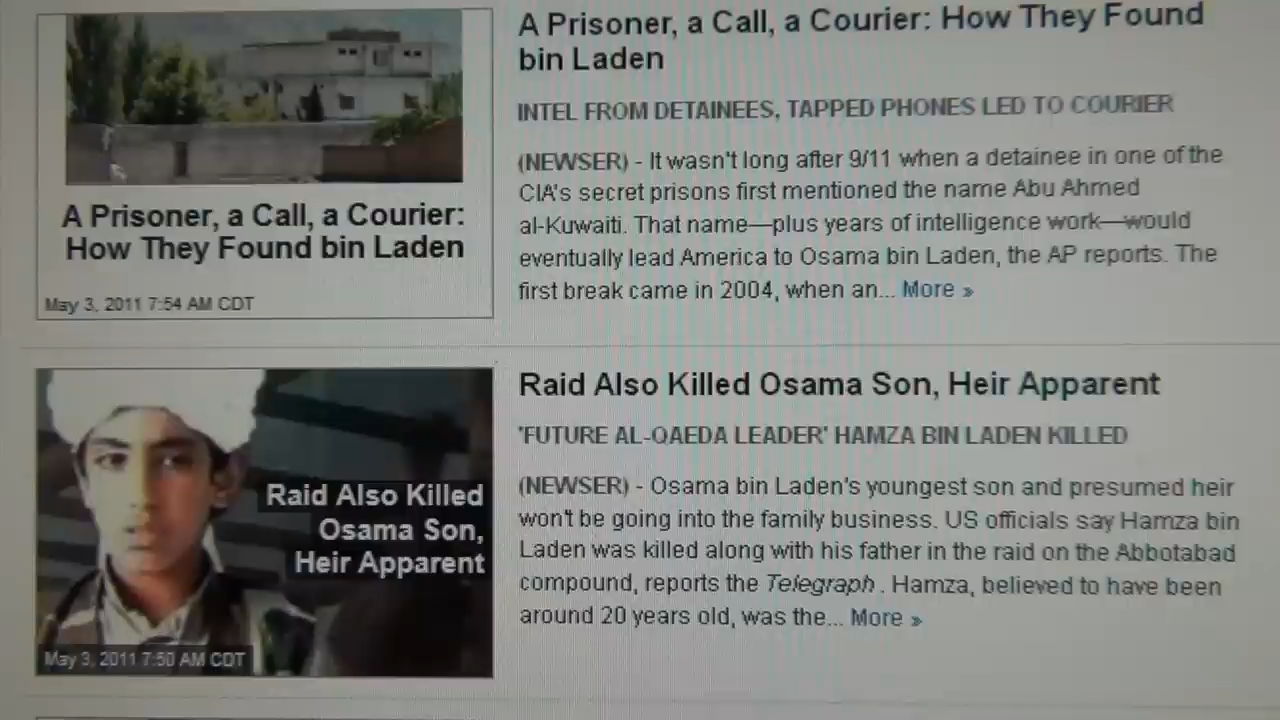 A Prisoner, a Call, a Courier:
How They Found bin Laden
May 3, 2011 7:54 AM CDT
A Prisoner, a Call, a Courier: How They Found
bin Laden
INTEL FROM DETAINEES, TAPPED PHONES LED TO COURIER
(NEWSER) - It wasn't long after 9/11 when a detainee in one of the
CIA's secret prisons first mentioned the name Abu Ahmed
al-Kuwaiti. That name—plus years of intelligence work—would
eventually lead America to Osama bin Laden, the AP reports. The
first break came in 2004, when an... More »
Raid Also Killed
Osama Son,
Heir Apparent
May 3, 2011 7:50 AM CDT
Raid Also Killed Osama Son, Heir Apparent
'FUTURE AL-QAEDA LEADER' HAMZA BIN LADEN KILLED
(NEWSER) - Osama bin Laden's youngest son and presumed heir
won't be going into the family business. US officials say Hamza bin
Laden was killed along with his father in the raid on the Abbotabad
compound, reports the Telegraph . Hamza, believed to have been
around 20 years old, was the... More »